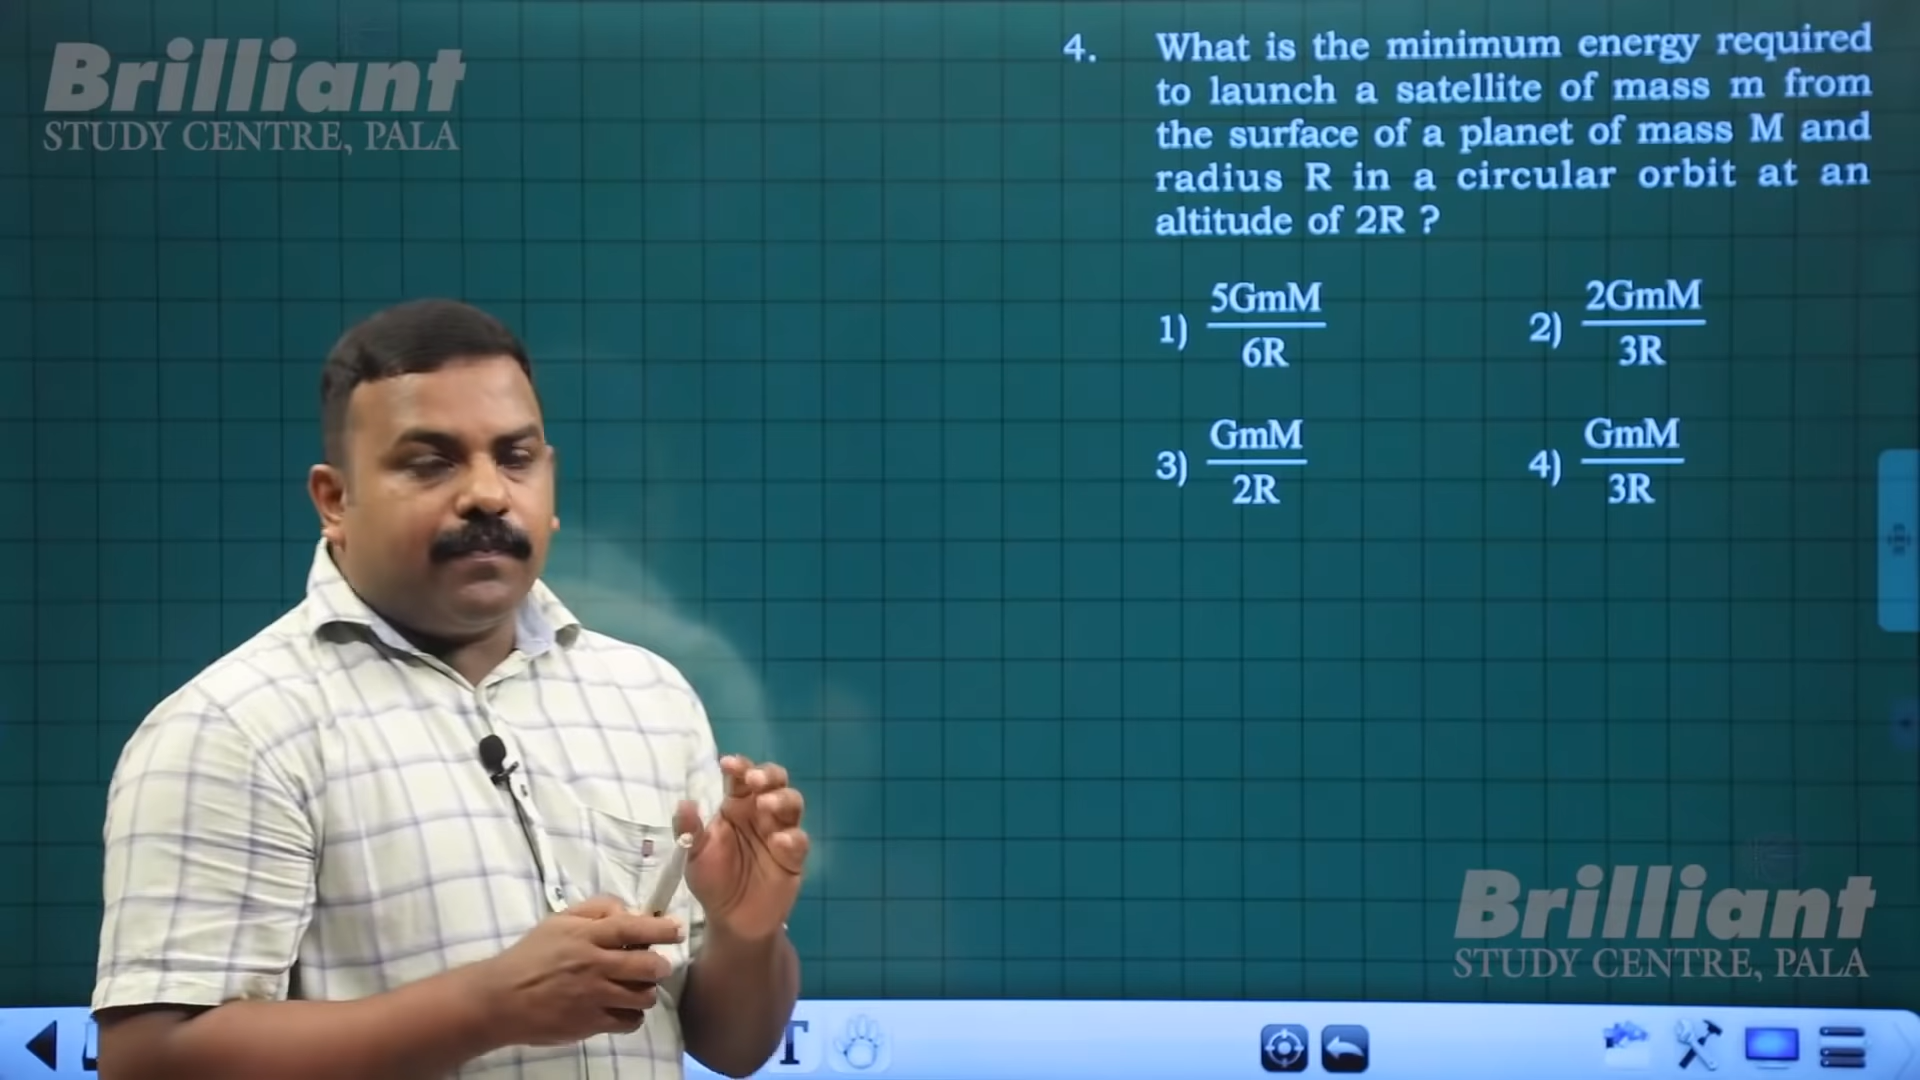 Brilliant
STUDY CENTRE, PALA
4. What is the minimum energy required
to launch a satellite of mass m from
the surface of a planet of mass M and
radius R in a circular orbit at an
altitude of 2R ?
1) 5GmM/6R 2) 2GmM/3R
3) GmM/2R 4) GmM/3R
Brilliant
STUDY CENTRE, PALA
T